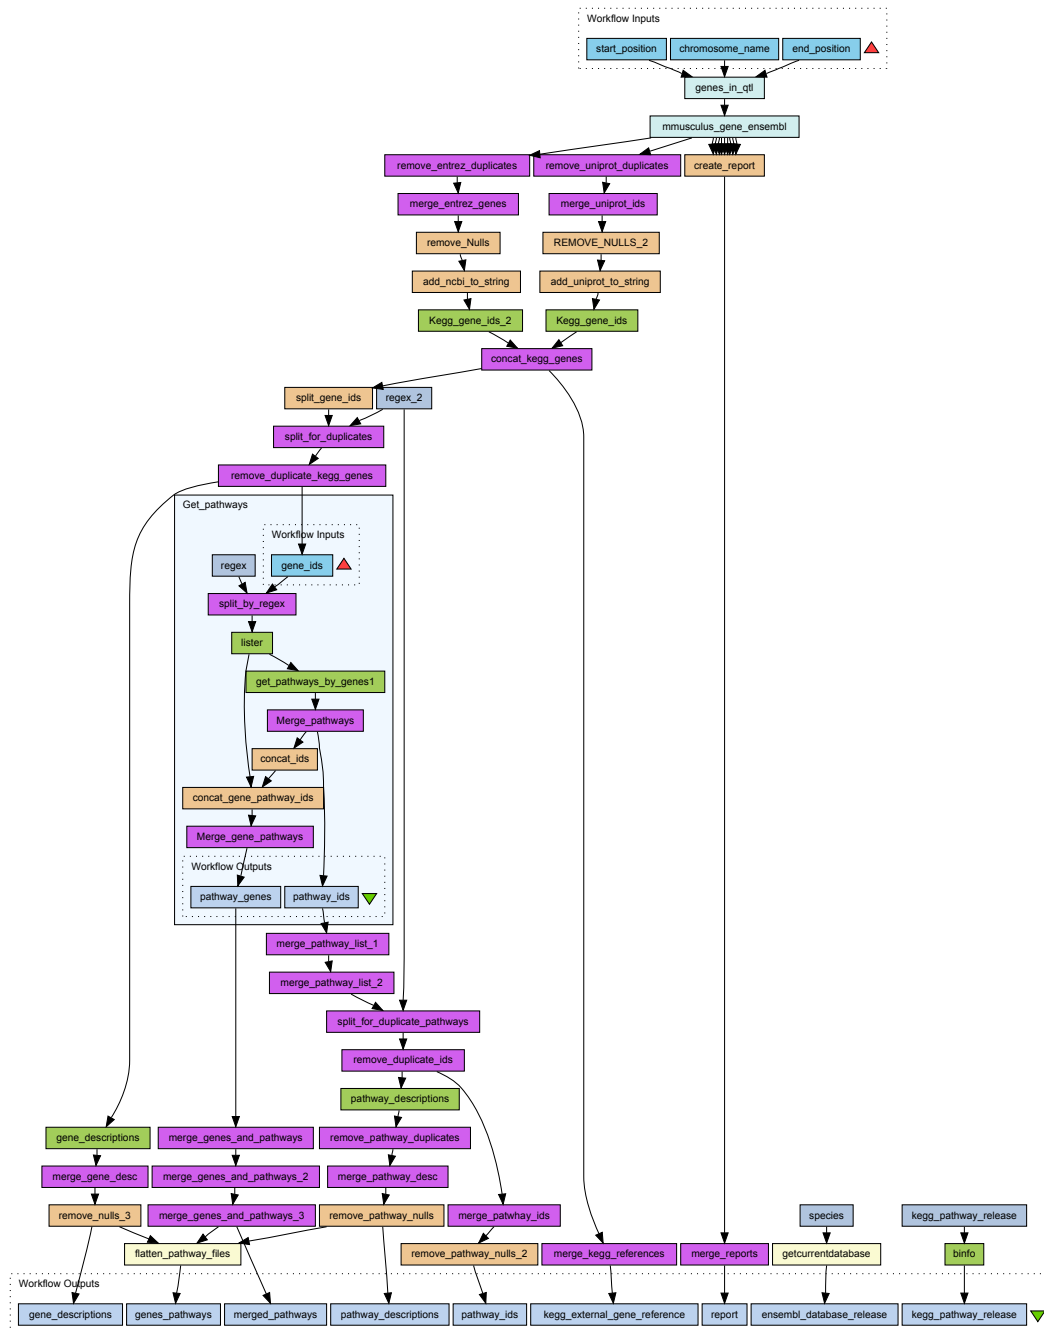 Workflow Inputs
start_position
chromosome_name
end_position
genes_in_qtl
mmusculus_gene_ensembl
remove_entrez_duplicates
remove_uniprot_duplicates
create_report
merge_entrez_genes
merge_uniprot_ids
remove_Nulls
REMOVE_NULLS_2
add_ncbi_to_string
add_uniprot_to_string
Kegg_gene_ids_2
Kegg_gene_ids
concat_kegg_genes
split_gene_ids
regex_2
split_for_duplicates
remove_duplicate_kegg_genes
Get_pathways
Workflow Inputs
regex
gene_ids
split_by_regex
lister
get_pathways_by_genes1
Merge_pathways
concat_ids
concat_gene_pathway_ids
Merge_gene_pathways
Workflow Outputs
pathway_genes
pathway_ids
merge_pathway_list_1
merge_pathway_list_2
split_for_duplicate_pathways
remove_duplicate_ids
pathway_descriptions
gene_descriptions
merge_genes_and_pathways
remove_pathway_duplicates
merge_gene_desc
merge_genes_and_pathways_2
merge_pathway_desc
remove_nulls_3
merge_genes_and_pathways_3
remove_pathway_nulls
merge_patwhay_ids
species
kegg_pathway_release
flatten_pathway_files
remove_pathway_nulls_2
merge_kegg_references
merge_reports
getcurrentdatabase
binfo
Workflow Outputs
gene_descriptions
genes_pathways
merged_pathways
pathway_descriptions
pathway_ids
kegg_external_gene_reference
report
ensembl_database_release
kegg_pathway_release